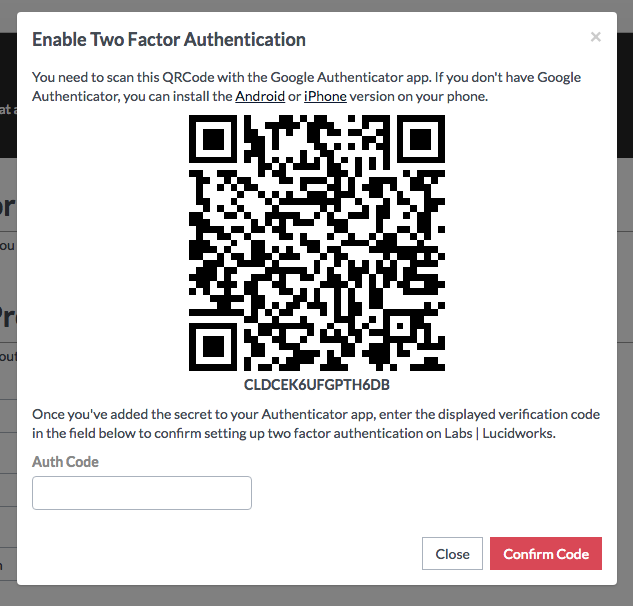 Enable Two Factor Authentication
×
You need to scan this QRCode with the Google Authenticator app. If you don't have Google
Authenticator, you can install the Android or iPhone version on your phone.
CLDCEK6UFGPTH6DB
Once you've added the secret to your Authenticator app, enter the displayed verification code
in the field below to confirm setting up two factor authentication on Labs | Lucidworks.
Auth Code
Close
Confirm Code